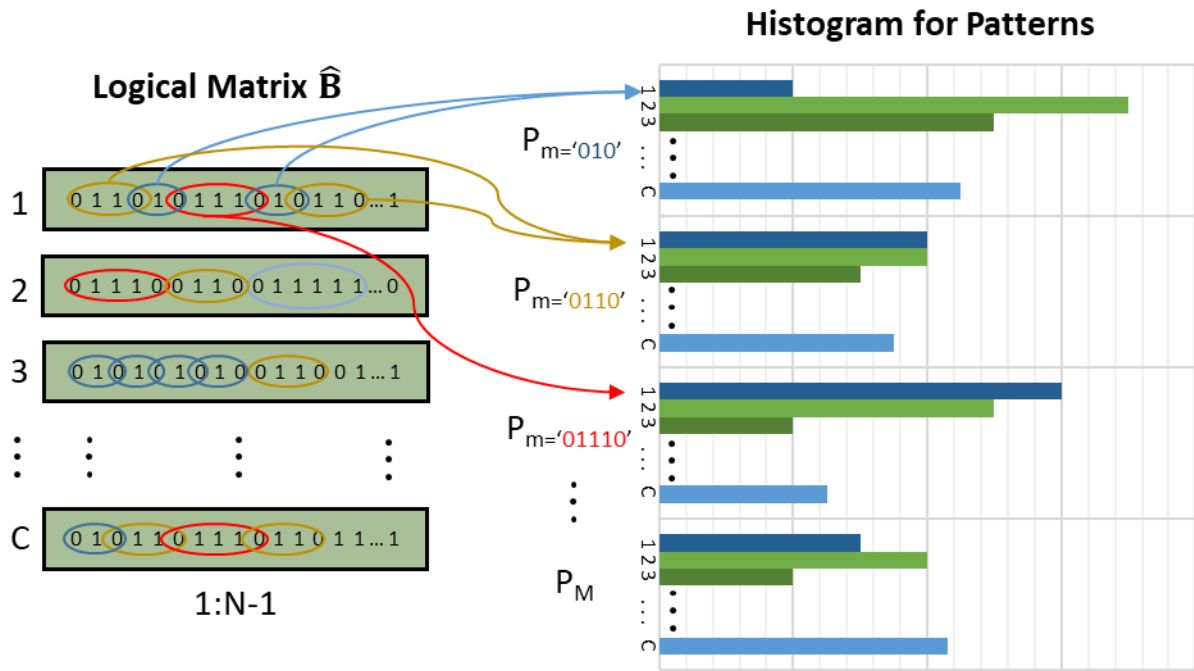 Histogram for Patterns
Logical Matrix B̂
1 0 1 1 0 1 0 1 1 1 0 1 0 1 1 0 ... 1
2 0 1 1 1 0 0 1 1 0 0 1 1 1 1 1 ... 0
3 0 1 0 1 0 1 0 1 0 0 1 1 0 0 1 ... 1
C 0 1 0 1 1 0 1 1 1 0 1 1 0 1 1 ... 1
1:N-1
Pm='010'
1 2 3 .... C
Pm='0110'
1 2 3 .... C
Pm='01110'
1 2 3 .... C
PM
1 2 3 .... C